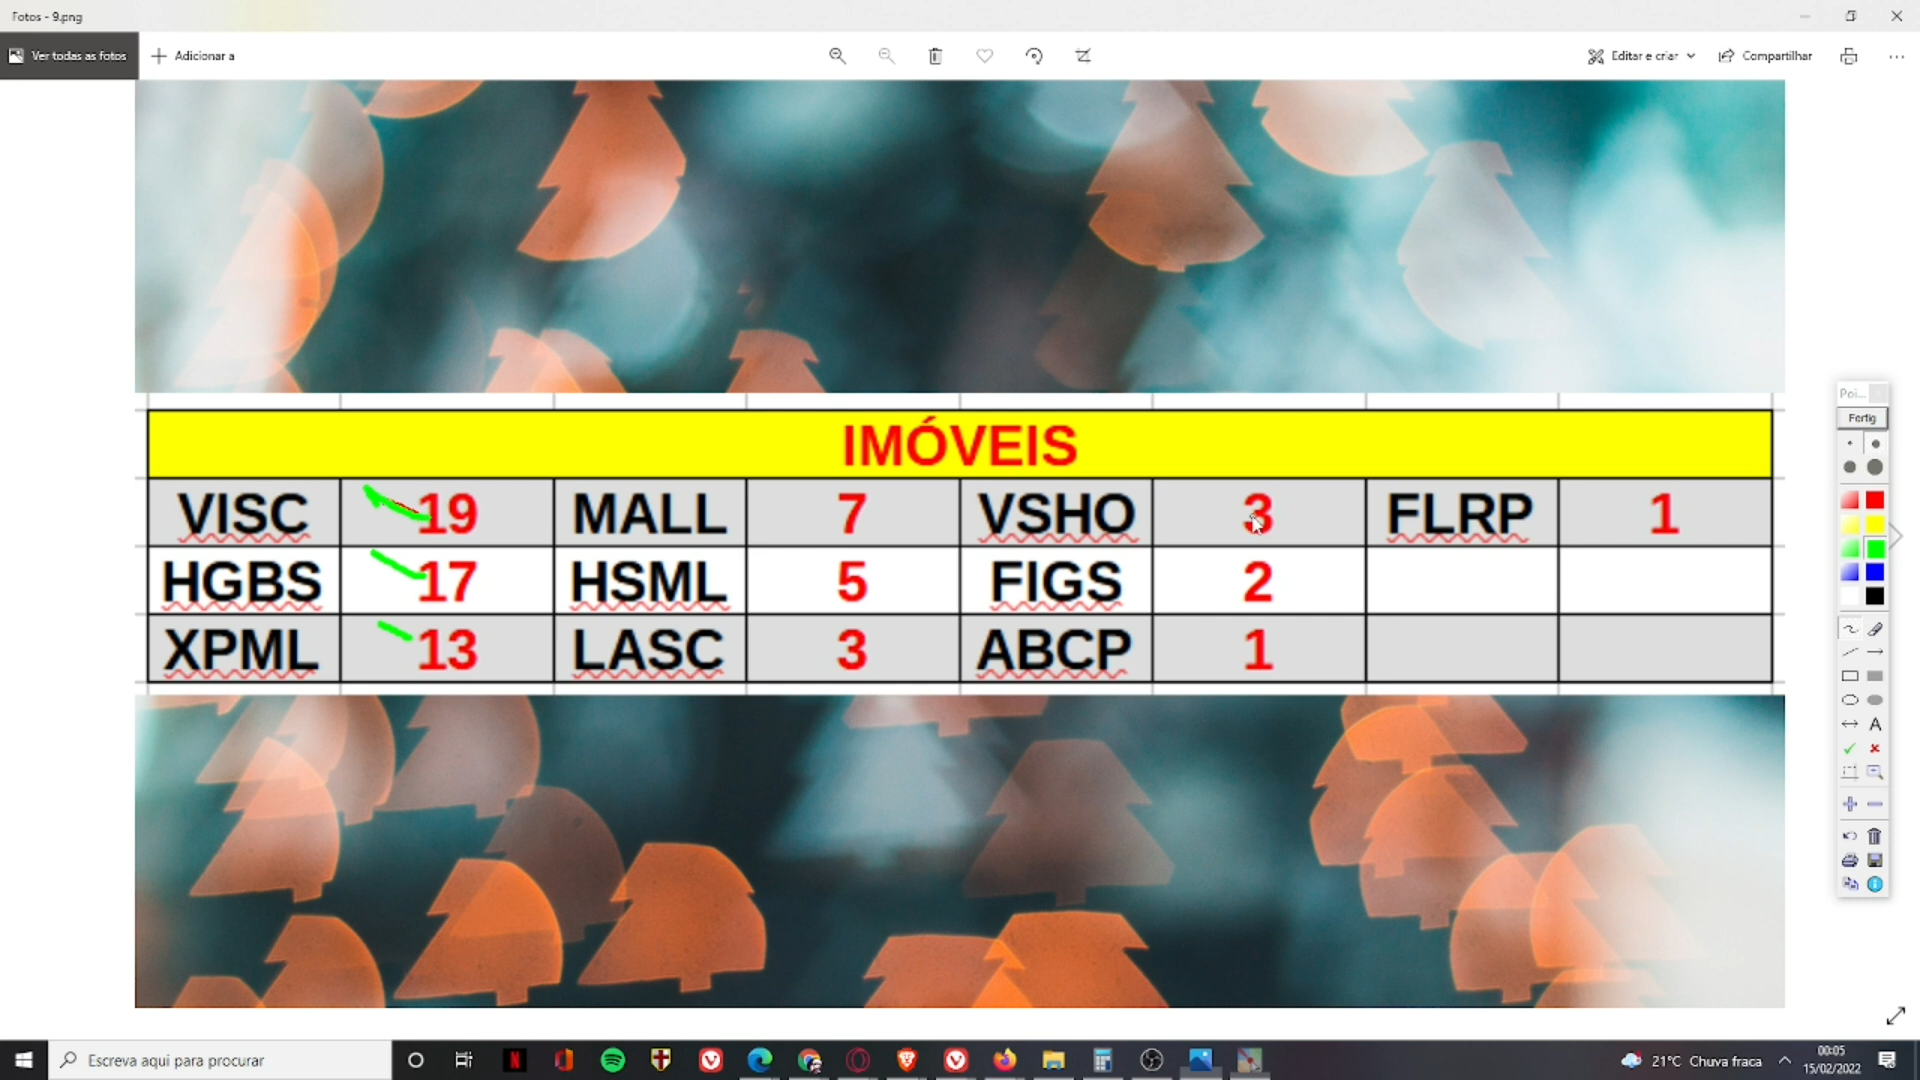 Fotos - 9.png
Ver todas as fotos
Adicionar a
Editar e criar
Compartilhar
IMÓVEIS
VISC 19 MALL 7 VSHO 3 FLRP 1
HGBS 17 HSML 5 FIGS 2
XPML 13 LASC 3 ABCP 1
Poi...
Fertig
A
Escreva aqui para procurar
21°C Chuva fraca
00:05
15/02/2022